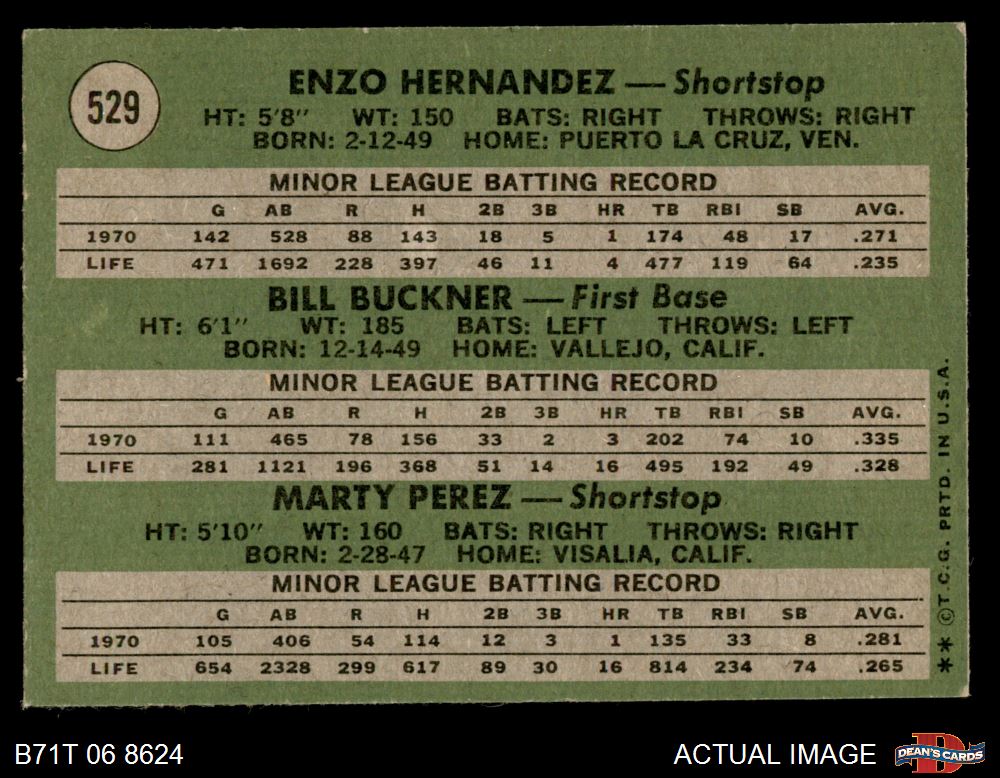 529
ENZO HERNANDEZ — Shortstop
HT: 5'8" WT: 150 BATS: RIGHT THROWS: RIGHT
BORN: 2-12-49 HOME: PUERTO LA CRUZ, VEN.
MINOR LEAGUE BATTING RECORD
G AB R H 2B 3B HR TB RBI SB AVG.
1970 142 528 88 143 18 5 1 174 48 17 .271
LIFE 471 1692 228 397 46 11 4 477 119 64 .235
BILL BUCKNER — First Base
HT: 6'1" WT: 185 BATS: LEFT THROWS: LEFT
BORN: 12-14-49 HOME: VALLEJO, CALIF.
MINOR LEAGUE BATTING RECORD
G AB R H 2B 3B HR TB RBI SB AVG.
1970 111 465 78 156 33 2 3 202 74 10 .335
LIFE 281 1121 196 368 51 14 16 495 192 49 .328
MARTY PEREZ — Shortstop
HT: 5'10" WT: 160 BATS: RIGHT THROWS: RIGHT
BORN: 2-28-47 HOME: VISALIA, CALIF.
MINOR LEAGUE BATTING RECORD
G AB R H 2B 3B HR TB RBI SB AVG.
1970 105 406 54 114 12 3 1 135 33 8 .281
LIFE 654 2328 299 617 89 30 16 814 234 74 .265
** ©T.C.G. PRTD. IN U.S.A.
B71T 06 8624
ACTUAL IMAGE
DEAN'S CARDS